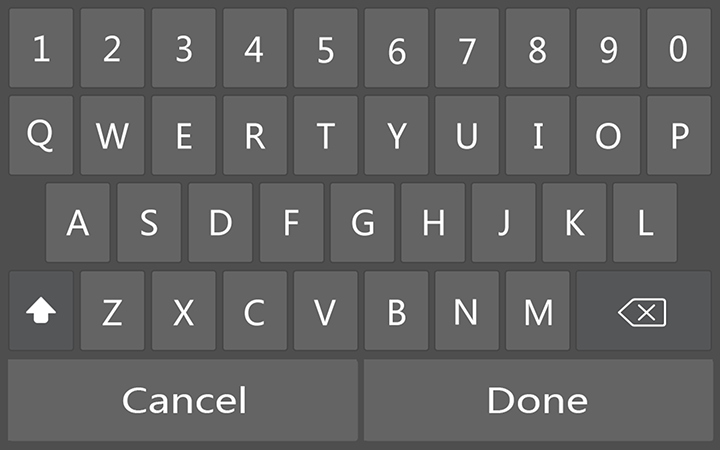 1 2 3 4 5 6 7 8 9 0
Q W E R T Y U I O P
A S D F G H J K L
Z X C V B N M
Cancel Done